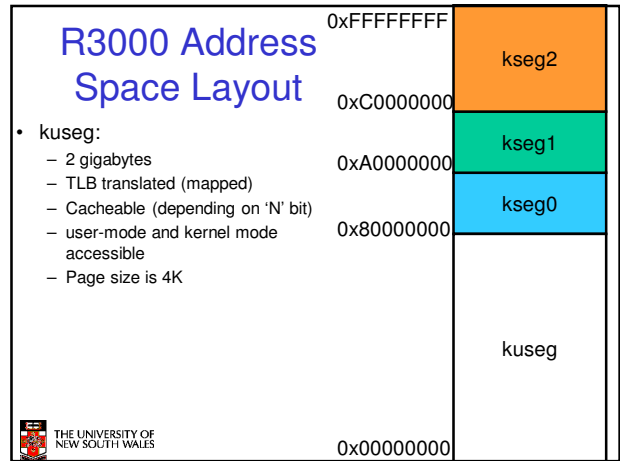 R3000 Address
Space Layout
• kuseg:
– 2 gigabytes
– TLB translated (mapped)
– Cacheable (depending on ‘N’ bit)
– user-mode and kernel mode
accessible
– Page size is 4K
0xFFFFFFFF
0xC0000000
0xA0000000
0x80000000
0x00000000
kseg2
kseg1
kseg0
kuseg
THE UNIVERSITY OF
NEW SOUTH WALES